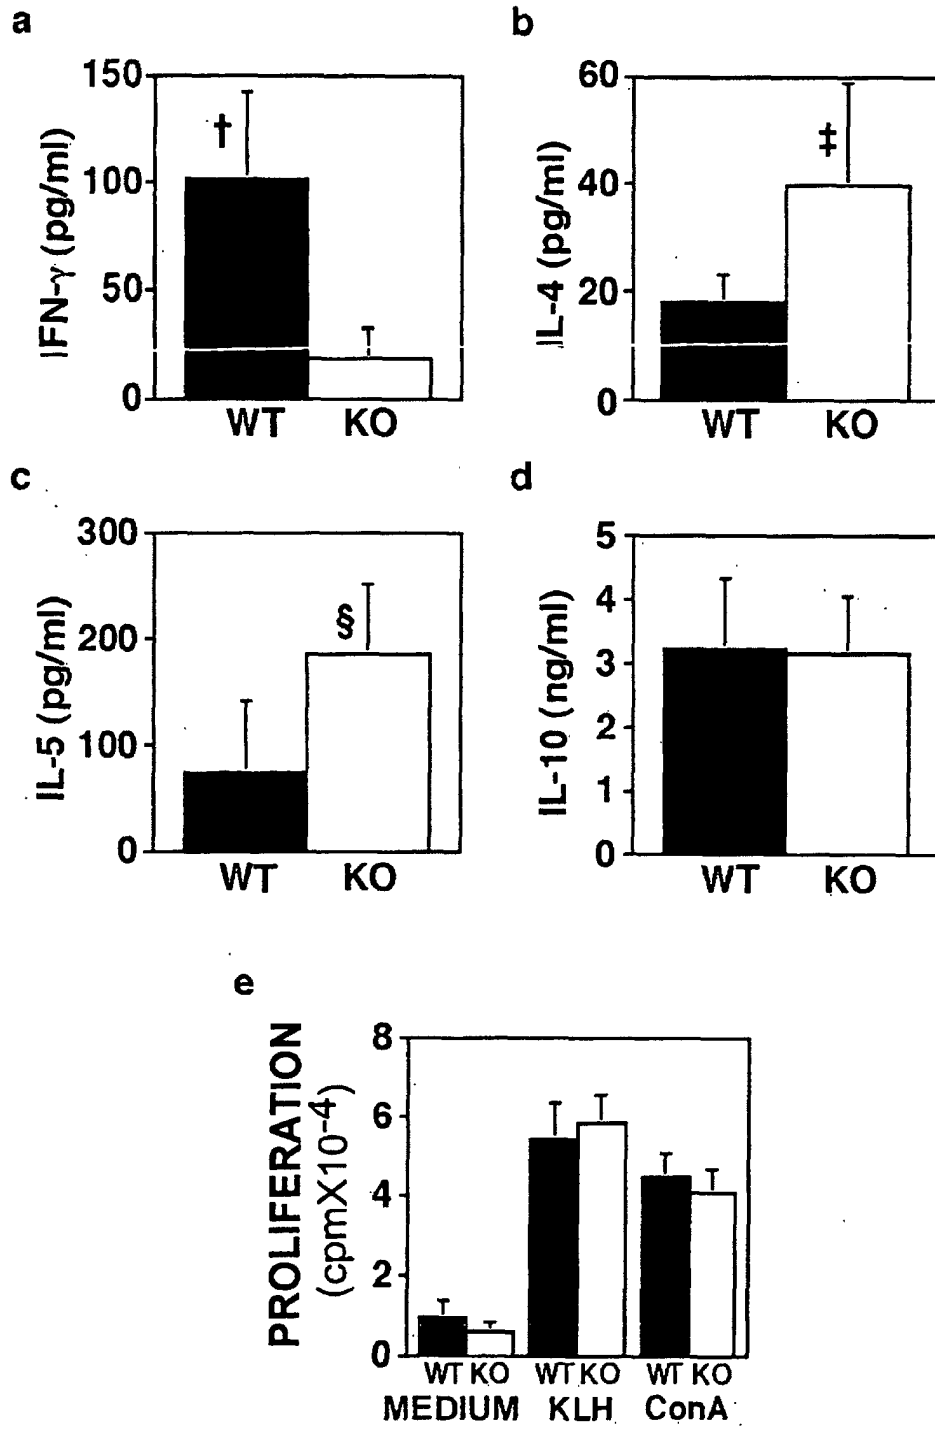 a
IFN-γ (pg/ml)
150
100
50
0
†
WT KO
b
IL-4 (pg/ml)
60
40
20
0
‡
WT KO
c
IL-5 (pg/ml)
300
200
100
0
§
WT KO
d
IL-10 (ng/ml)
5
4
3
2
1
0
WT KO
e
PROLIFERATION
(cpmX10-4)
8
6
4
2
0
WT KO WT KO WT KO
MEDIUM KLH ConA